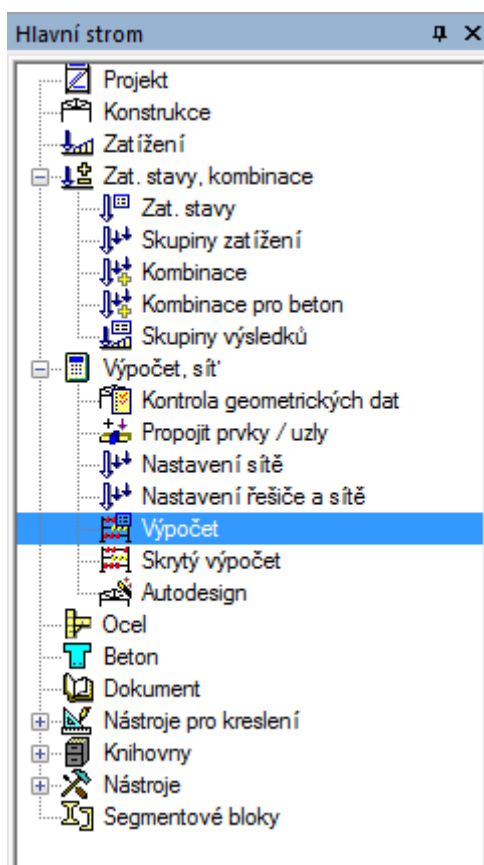 Hlavní strom
Projekt
Konstrukce
Zatížení
Zat. stavy, kombinace
Zat. stavy
Skupiny zatížení
Kombinace
Kombinace pro beton
Skupiny výsledků
Výpočet, síť
Kontrola geometrických dat
Propojit prvky / uzly
Nastavení sítě
Nastavení řešiče a sítě
Výpočet
Skrytý výpočet
Autodesign
Ocel
Beton
Dokument
Nástroje pro kreslení
Knihovny
Nástroje
Segmentové bloky